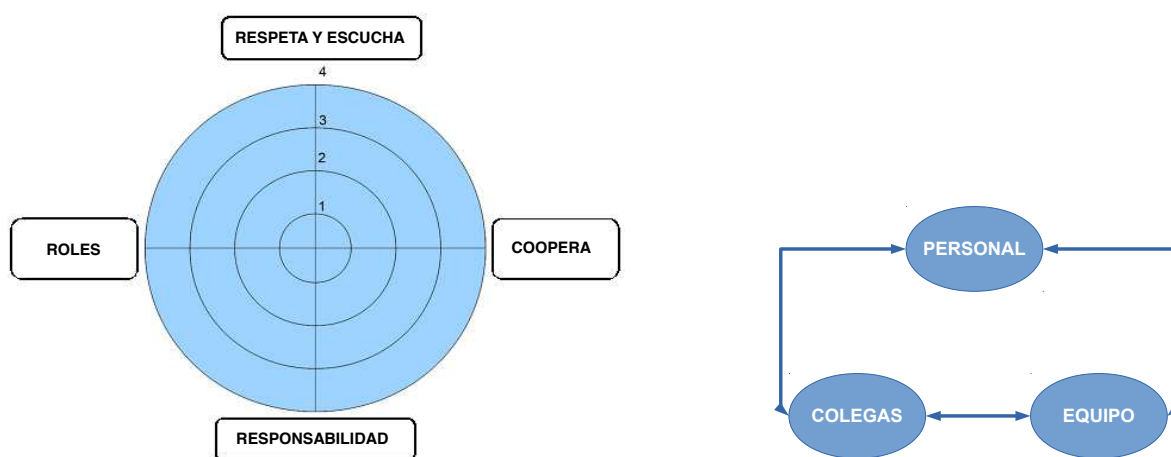 RESPETA Y ESCUCHA
4
3
2
1
ROLES
COOPERA
RESPONSABILIDAD
PERSONAL
COLEGAS
EQUIPO